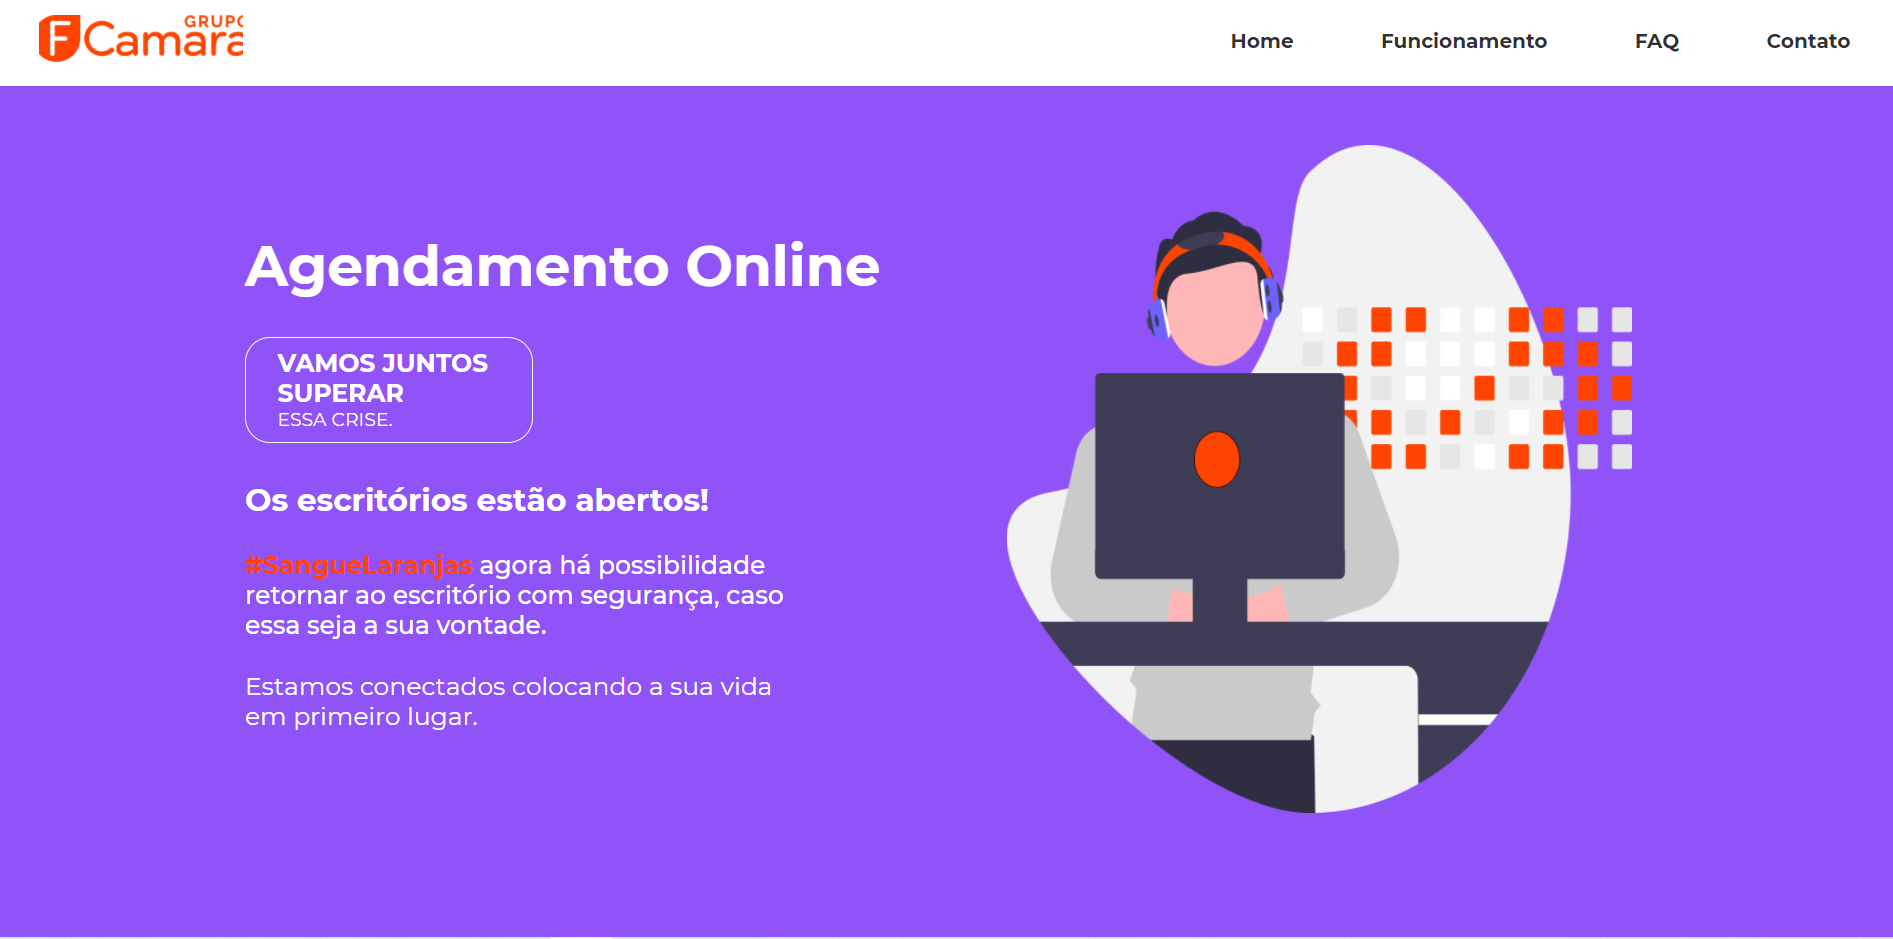 GRUPO
FCamara
Home Funcionamento FAQ Contato
Agendamento Online
VAMOS JUNTOS
SUPERAR
ESSA CRISE.
Os escritórios estão abertos!
#SangueLaranjas agora há possibilidade
retornar ao escritório com segurança, caso
essa seja a sua vontade.
Estamos conectados colocando a sua vida
em primeiro lugar.